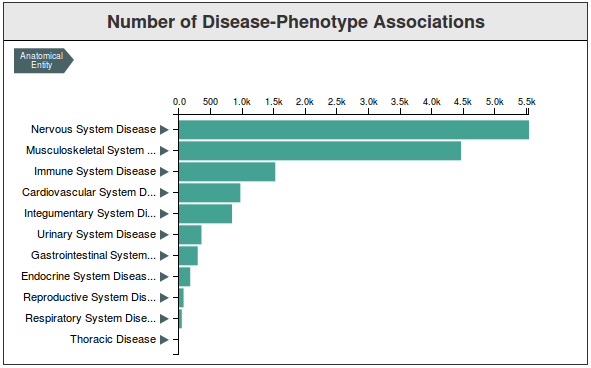 Number of Disease-Phenotype Associations
Anatomical
Entity
0.0 500 1.0k 1.5k 2.0k 2.5k 3.0k 3.5k 4.0k 4.5k 5.0k 5.5k
Nervous System Disease
Musculoskeletal System ...
Immune System Disease
Cardiovascular System D...
Integumentary System Di...
Urinary System Disease
Gastrointestinal System...
Endocrine System Diseas...
Reproductive System Dis...
Respiratory System Dise...
Thoracic Disease